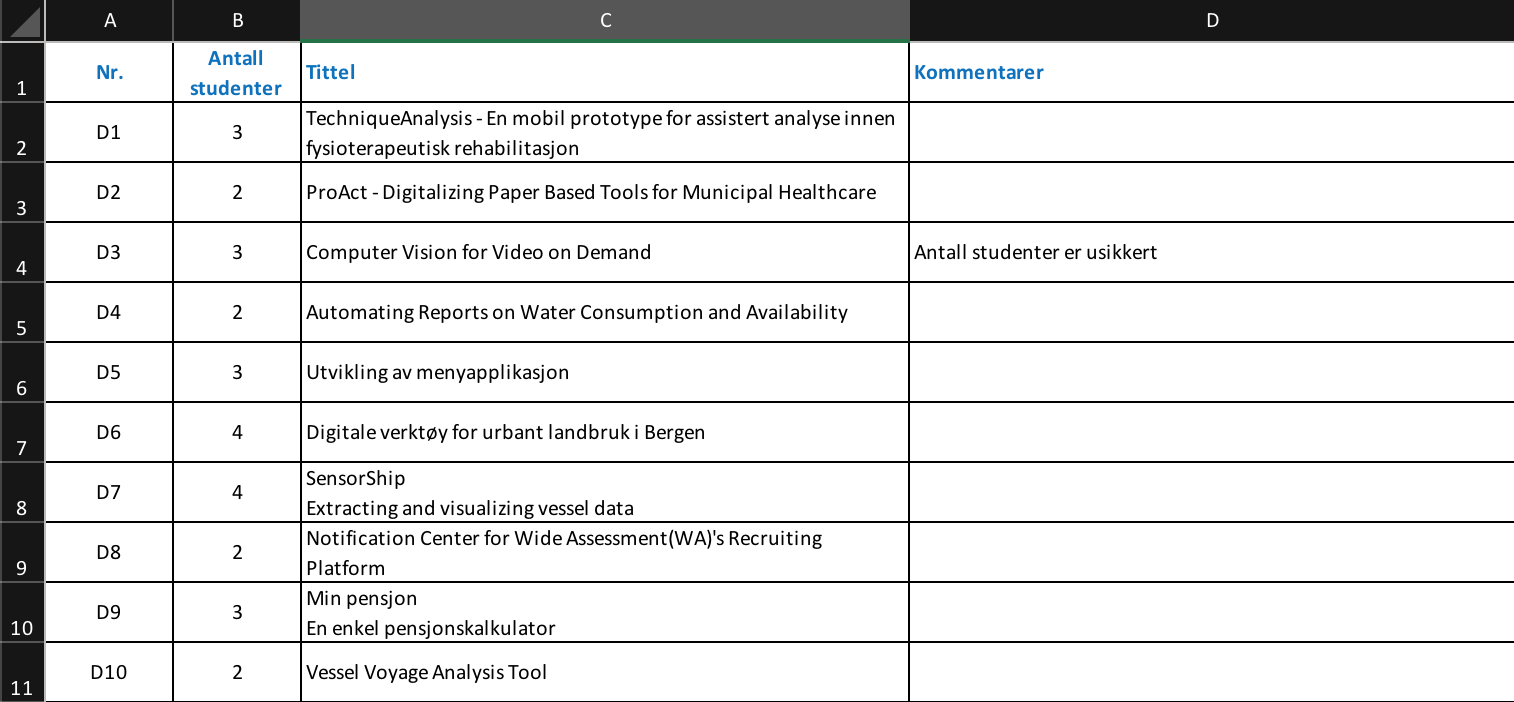 A B C D
1 Nr. Antall studenter Tittel Kommentarer
2 D1 3 TechniqueAnalysis - En mobil prototype for assistert analyse innen
fysioterapeutisk rehabilitasjon
3 D2 2 ProAct - Digitalizing Paper Based Tools for Municipal Healthcare
4 D3 3 Computer Vision for Video on Demand Antall studenter er usikkert
5 D4 2 Automating Reports on Water Consumption and Availability
6 D5 3 Utvikling av menyapplikasjon
7 D6 4 Digitale verktøy for urbant landbruk i Bergen
8 D7 4 SensorShip
Extracting and visualizing vessel data
9 D8 2 Notification Center for Wide Assessment(WA)'s Recruiting
Platform
10 D9 3 Min pensjon
En enkel pensjonskalkulator
11 D10 2 Vessel Voyage Analysis Tool